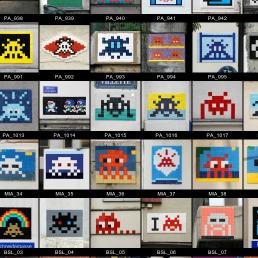 PA_938 PA_939 PA_940 PA_941 PA_942
PA_991 PA_992 PA_993 PA_994 PA_995
PA_1013 PA_1014 PA_1015 PA_1016 PA_1017
MIA_34 MIA_35 MIA_36 MIA_37 MIA_38
I
BSL_03 BSL_04 BSL_05 BSL_06 BSL_07